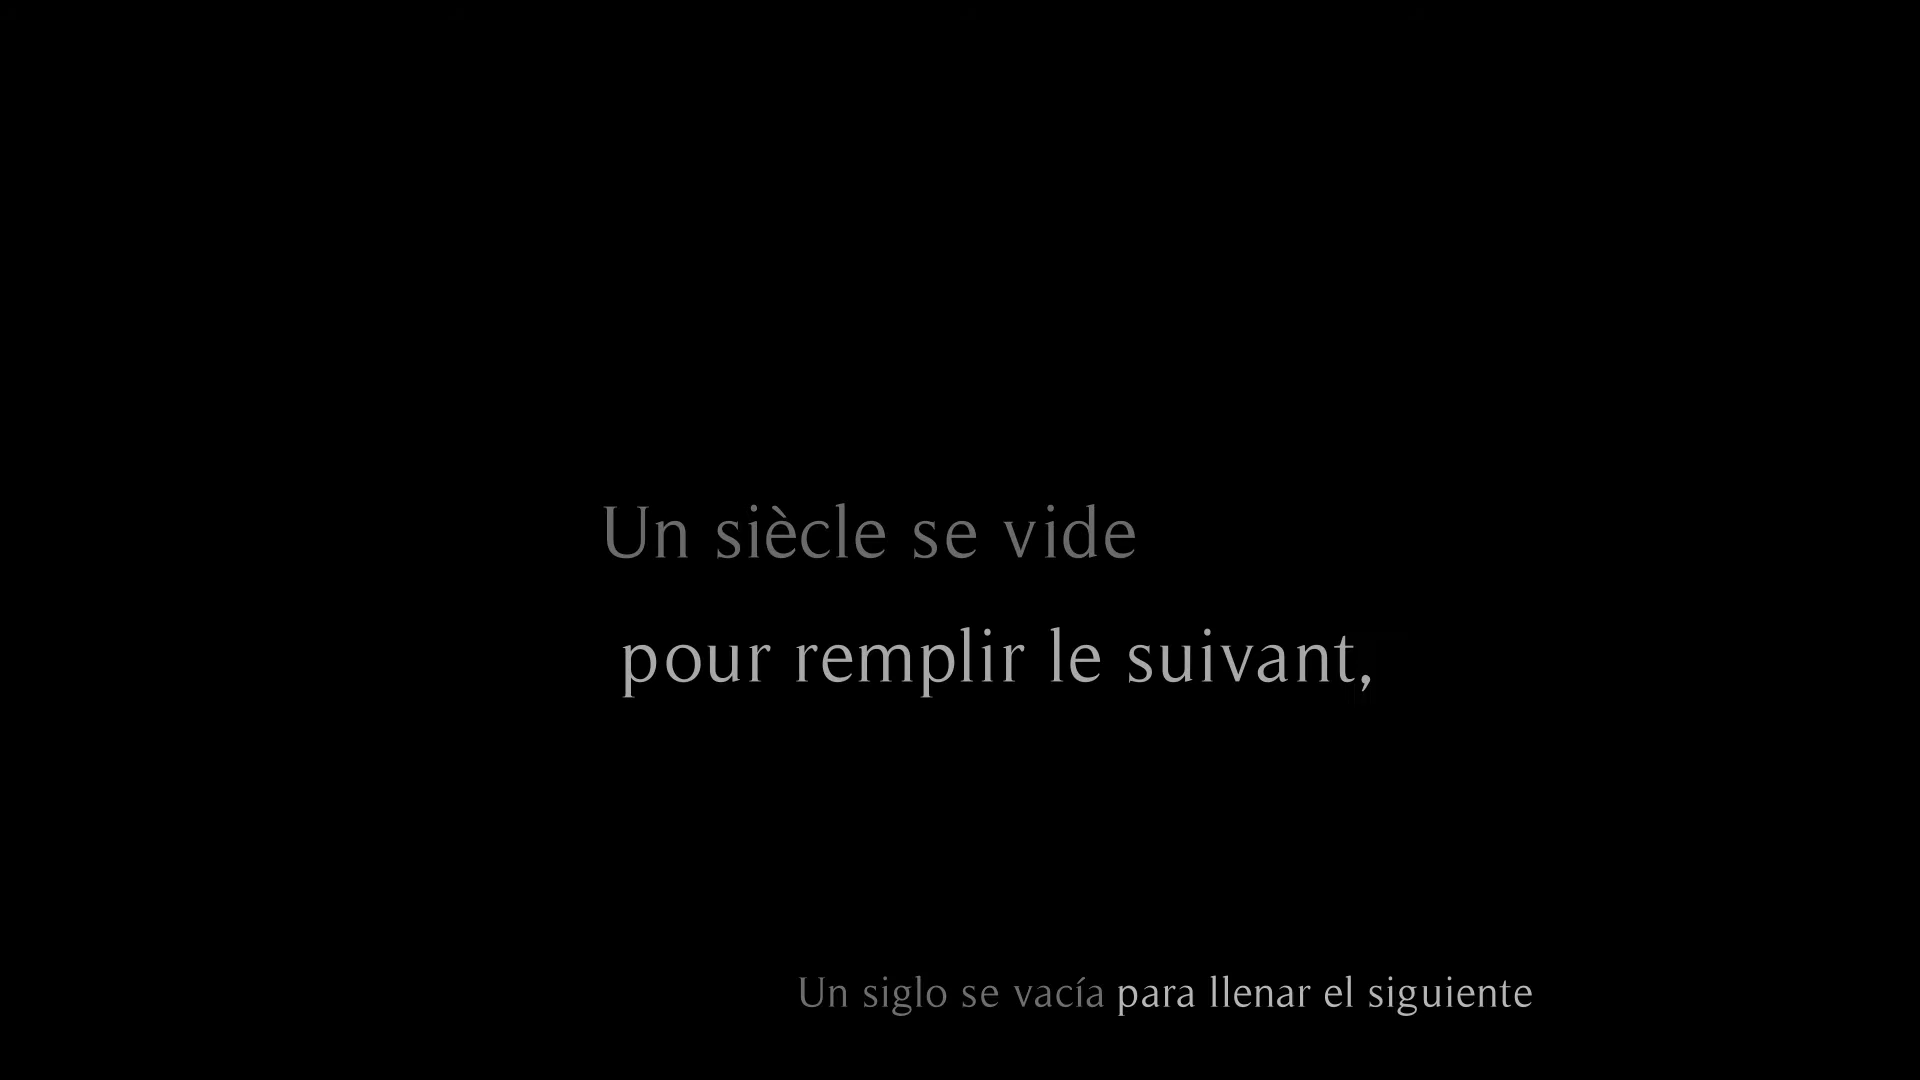 Un siècle se vide
pour remplir le suivant,
Un siglo se vacía para llenar el siguiente